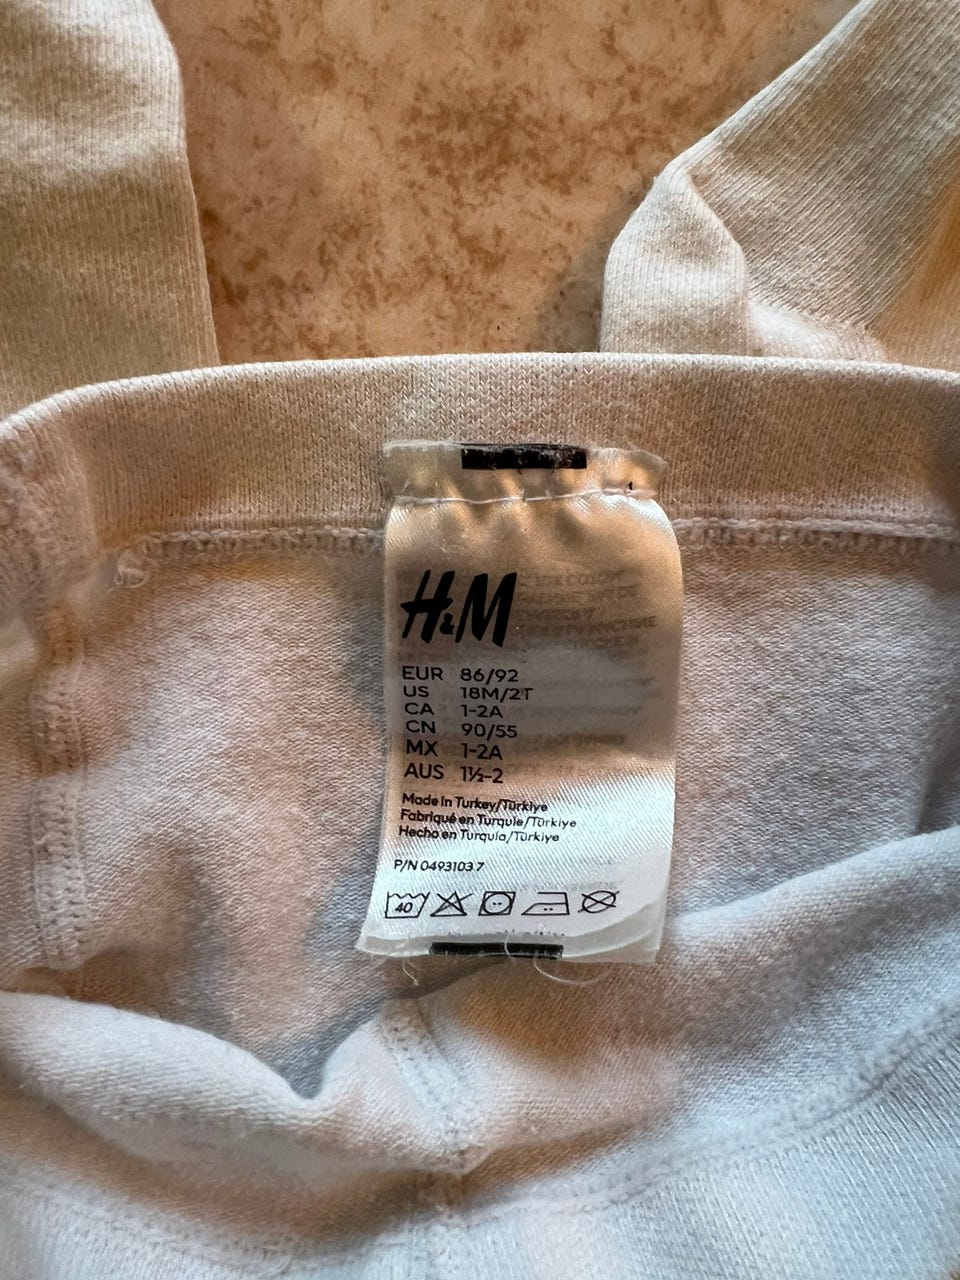 H&M
EUR 86/92
US 18M/2T
CA 1-2A
CN 90/55
MX 1-2A
AUS 1½-2
Made in Turkey/Türkiye
Fabriqué en Turquie/Türkiye
Hecho en Turquía/Türkiye
P/N 0493103 7
40